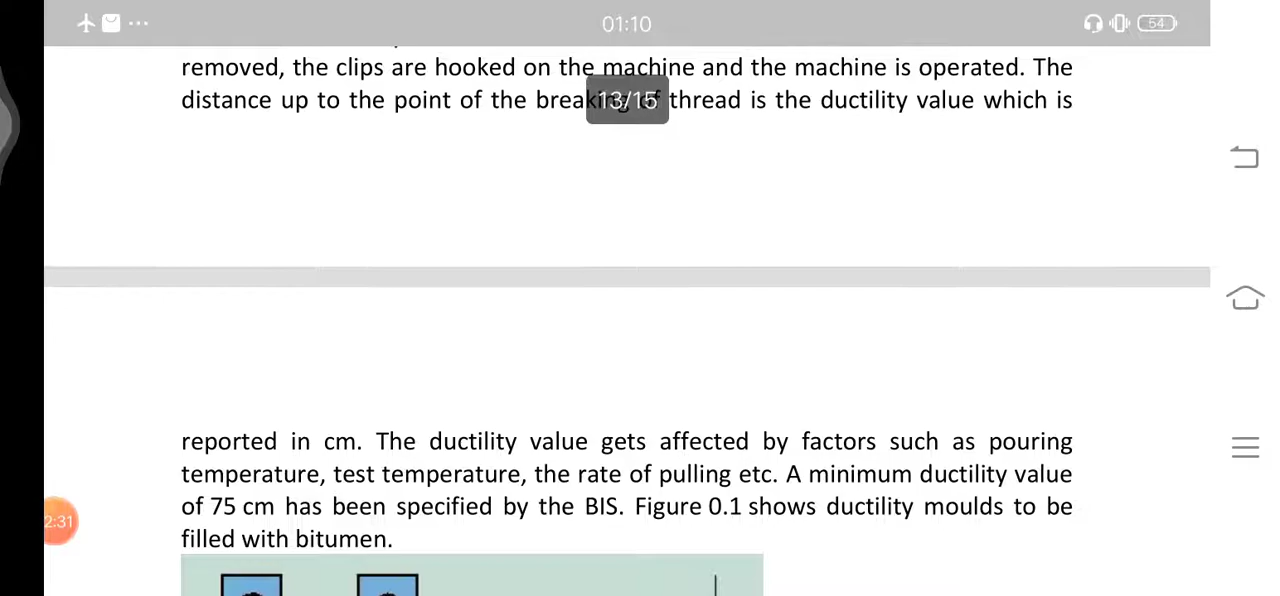 01:10
54
removed, the clips are hooked on the machine and the machine is operated. The
distance up to the point of the breaking of thread is the ductility value which is
13/15
reported in cm. The ductility value gets affected by factors such as pouring
temperature, test temperature, the rate of pulling etc. A minimum ductility value
of 75 cm has been specified by the BIS. Figure 0.1 shows ductility moulds to be
2:31
filled with bitumen.